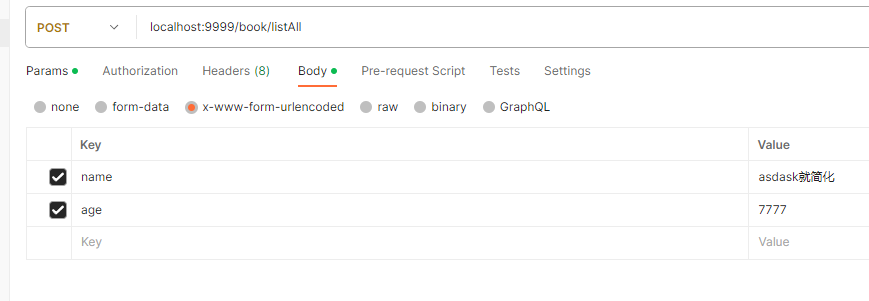 POST localhost:9999/book/listAll
Params Authorization Headers (8) Body Pre-request Script Tests Settings
none form-data x-www-form-urlencoded raw binary GraphQL
Key Value
name asdask就简化
age 7777
Key Value